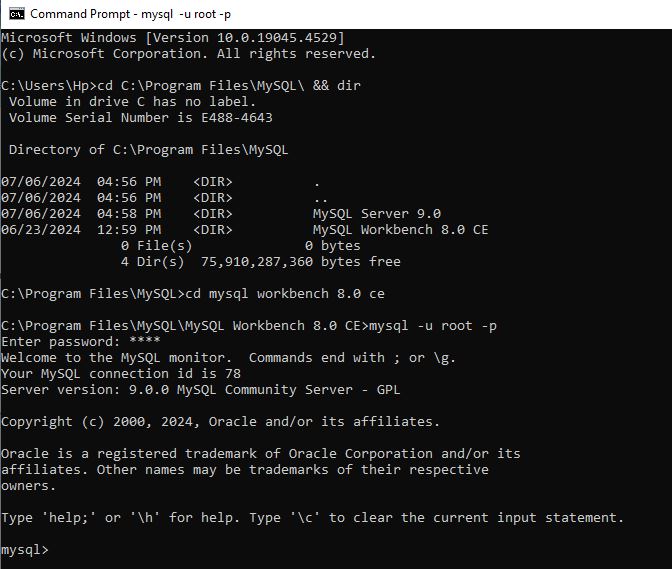 Command Prompt - mysql  -u root -p
Microsoft Windows [Version 10.0.19045.4529]
(c) Microsoft Corporation. All rights reserved.
C:\Users\Hp>cd C:\Program Files\MySQL\ && dir
 Volume in drive C has no label.
 Volume Serial Number is E488-4643
 Directory of C:\Program Files\MySQL
07/06/2024  04:56 PM    <DIR>          .
07/06/2024  04:56 PM    <DIR>          ..
07/06/2024  04:58 PM    <DIR>          MySQL Server 9.0
06/23/2024  12:59 PM    <DIR>          MySQL Workbench 8.0 CE
               0 File(s)              0 bytes
               4 Dir(s)  75,910,287,360 bytes free
C:\Program Files\MySQL>cd mysql workbench 8.0 ce
C:\Program Files\MySQL\MySQL Workbench 8.0 CE>mysql -u root -p
Enter password: ****
Welcome to the MySQL monitor.  Commands end with ; or \g.
Your MySQL connection id is 78
Server version: 9.0.0 MySQL Community Server - GPL
Copyright (c) 2000, 2024, Oracle and/or its affiliates.
Oracle is a registered trademark of Oracle Corporation and/or its
affiliates. Other names may be trademarks of their respective
owners.
Type 'help;' or '\h' for help. Type '\c' to clear the current input statement.
mysql>